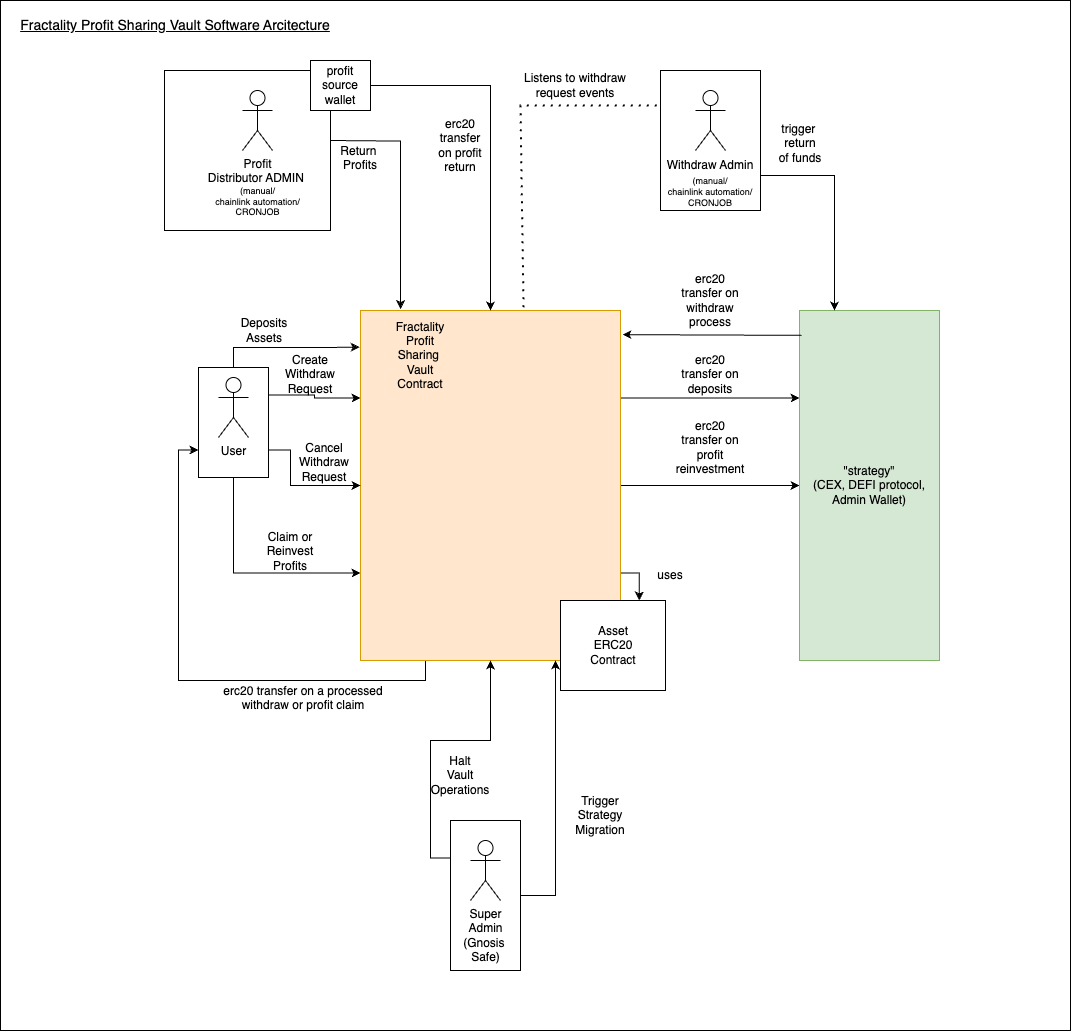 Fractality Profit Sharing Vault Software Arcitecture
profit
source
wallet
Profit
Distributor ADMIN
(manual/
chainlink automation/
CRONJOB
Return
Profits
erc20
transfer
on profit
return
Listens to withdraw
request events
Withdraw Admin
(manual/
chainlink automation/
CRONJOB
trigger
return
of funds
Deposits
Assets
Create
Withdraw
Request
User
Cancel
Withdraw
Request
Claim or
Reinvest
Profits
Fractality
Profit
Sharing
Vault
Contract
erc20
transfer on
withdraw
process
erc20
transfer on
deposits
erc20
transfer on
profit
reinvestment
"strategy"
(CEX, DEFI protocol,
Admin Wallet)
uses
Asset
ERC20
Contract
erc20 transfer on a processed
withdraw or profit claim
Halt
Vault
Operations
Trigger
Strategy
Migration
Super
Admin
(Gnosis
Safe)